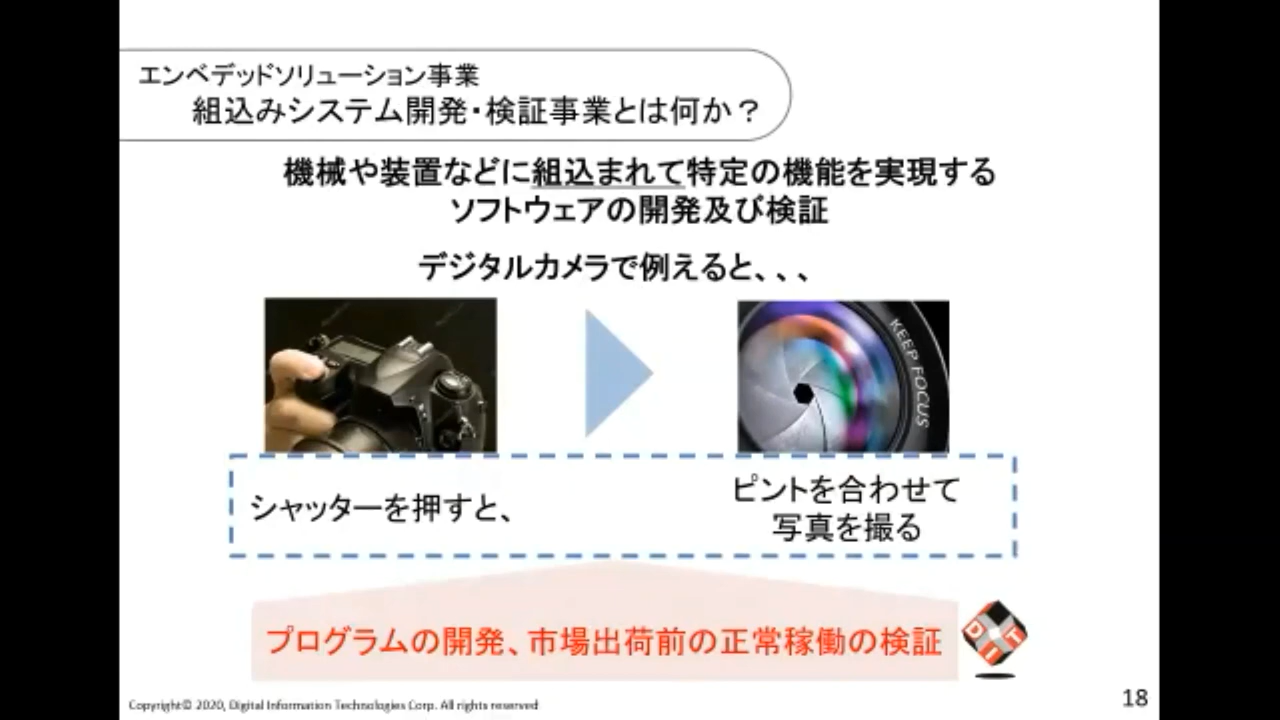 エンベデッドソリューション事業
組込みシステム開発・検証事業とは何か？
機械や装置などに組込まれて特定の機能を実現する
ソフトウェアの開発及び検証
デジタルカメラで例えると、、、
KEEP FOCUS
シャッターを押すと、
ピントを合わせて
写真を撮る
プログラムの開発、市場出荷前の正常稼働の検証
DIT
Copyright© 2020, Digital Information Technologies Corp. All rights reserved
18